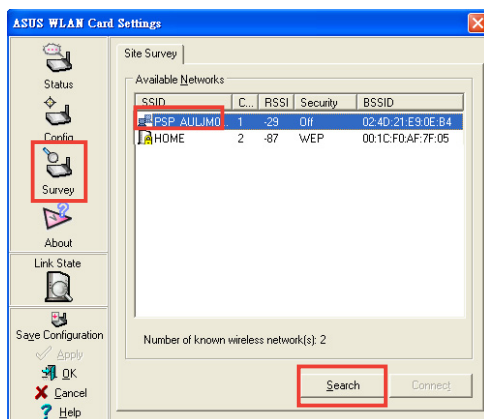 ASUS WLAN Card Settings
Status
Config
Survey
About
Link State
Save Configuration
Apply
OK
Cancel
Help
Site Survey
Available Networks
SSID C... RSSI Security BSSID
PSP_AULJM0... 1 -29 Off 02:4D:21:E9:0E:B4
HOME 2 -87 WEP 00:1C:F0:AF:7F:05
Number of known wireless network(s): 2
Search Connect